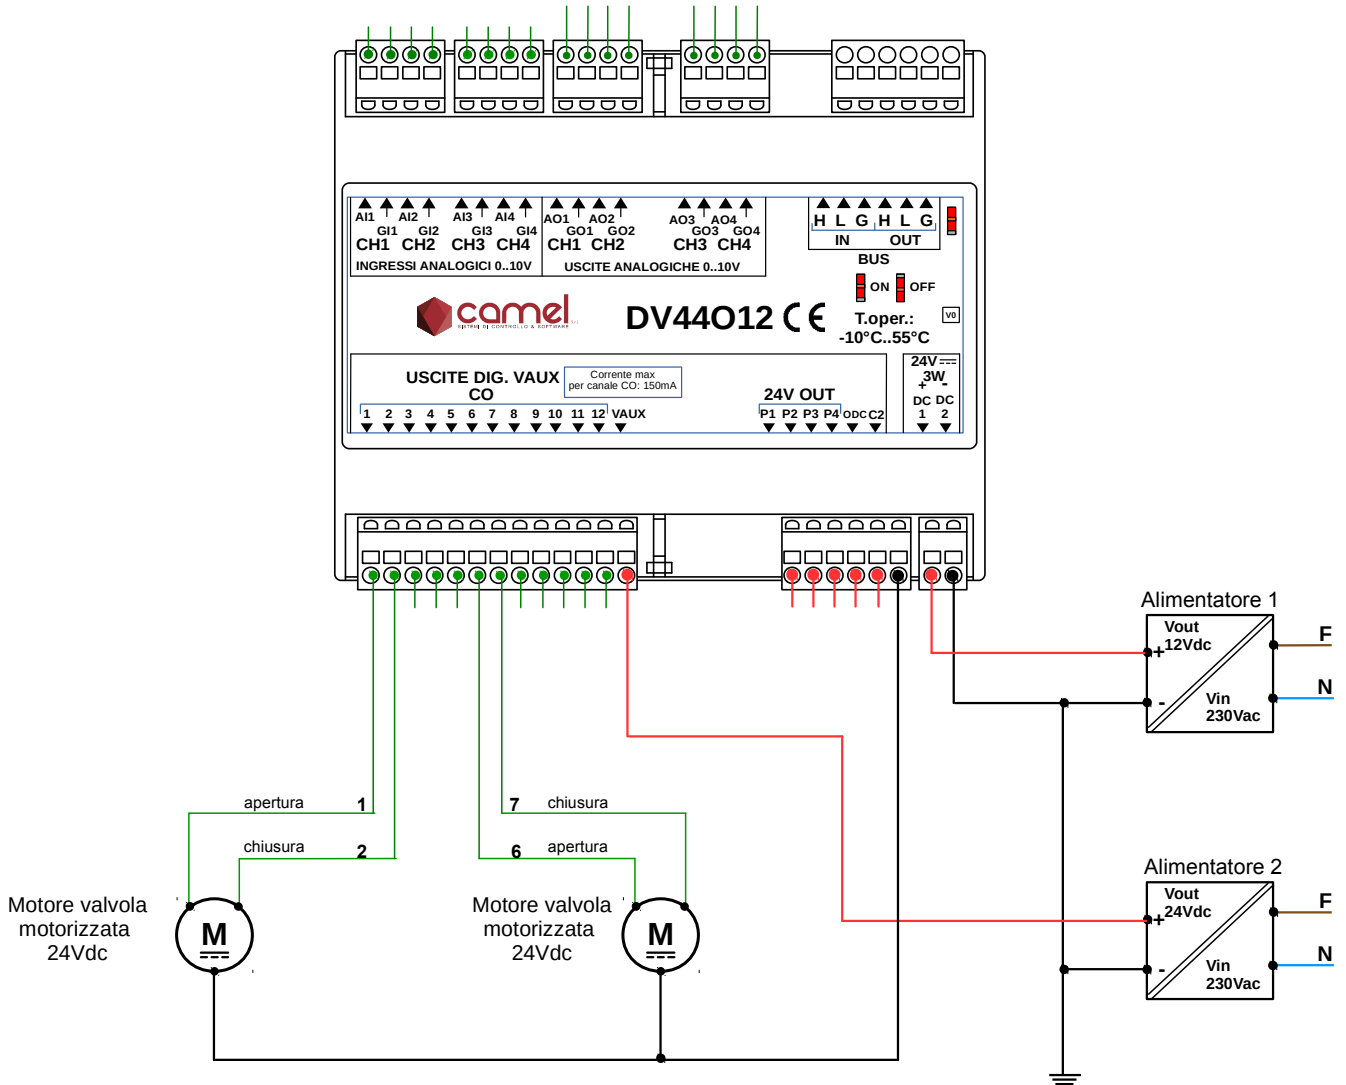 AI1 AI2 AI3 AI4 AO1 AO2 AO3 AO4
GI1 GI2 GI3 GI4 GO1 GO2 GO3 GO4
CH1 CH2 CH3 CH4 CH1 CH2 CH3 CH4
INGRESSI ANALOGICI 0..10V USCITE ANALOGICHE 0..10V
H L G H L G
IN OUT
BUS
ON OFF
camel
SISTEMI DI CONTROLLO & SOFTWARE
DV44O12 CE
T.oper.:
-10°C..55°C
V0
USCITE DIG. VAUX
CO
Corrente max
per canale CO: 150mA
1 2 3 4 5 6 7 8 9 10 11 12 VAUX
24V OUT
P1 P2 P3 P4 ODC C2
24V
3W
+ -
DC DC
1 2
Alimentatore 1
Vout
12Vdc
+
-
Vin
230Vac
F
N
apertura 1
chiusura 2
7 chiusura
6 apertura
Motore valvola
motorizzata
24Vdc
M
Motore valvola
motorizzata
24Vdc
M
Alimentatore 2
Vout
24Vdc
+
-
Vin
230Vac
F
N